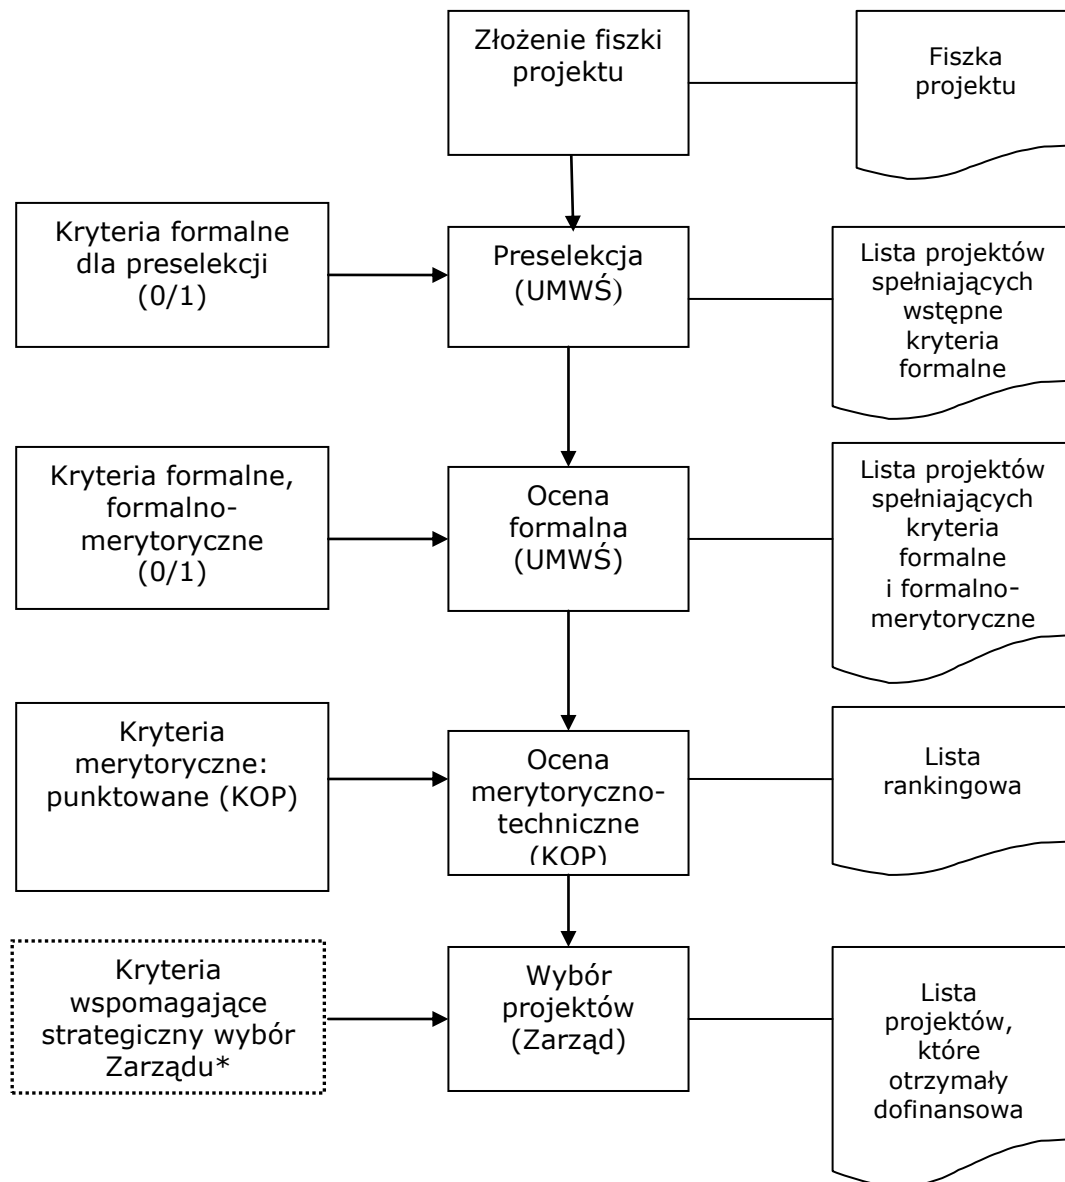 Złożenie fiszki
projektu
Fiszka
projektu
Kryteria formalne
dla preselekcji
(0/1)
Preselekcja
(UMWŚ)
Lista projektów
spełniających
wstępne
kryteria
formalne
Kryteria formalne,
formalno-
merytoryczne
(0/1)
Ocena
formalna
(UMWŚ)
Lista projektów
spełniających
kryteria
formalne
i formalno-
merytoryczne
Kryteria
merytoryczne:
punktowane (KOP)
Ocena
merytoryczno-
techniczne
(KOP)
Lista
rankingowa
Kryteria
wspomagające
strategiczny wybór
Zarządu*
Wybór
projektów
(Zarząd)
Lista
projektów,
które
otrzymały
dofinansowa